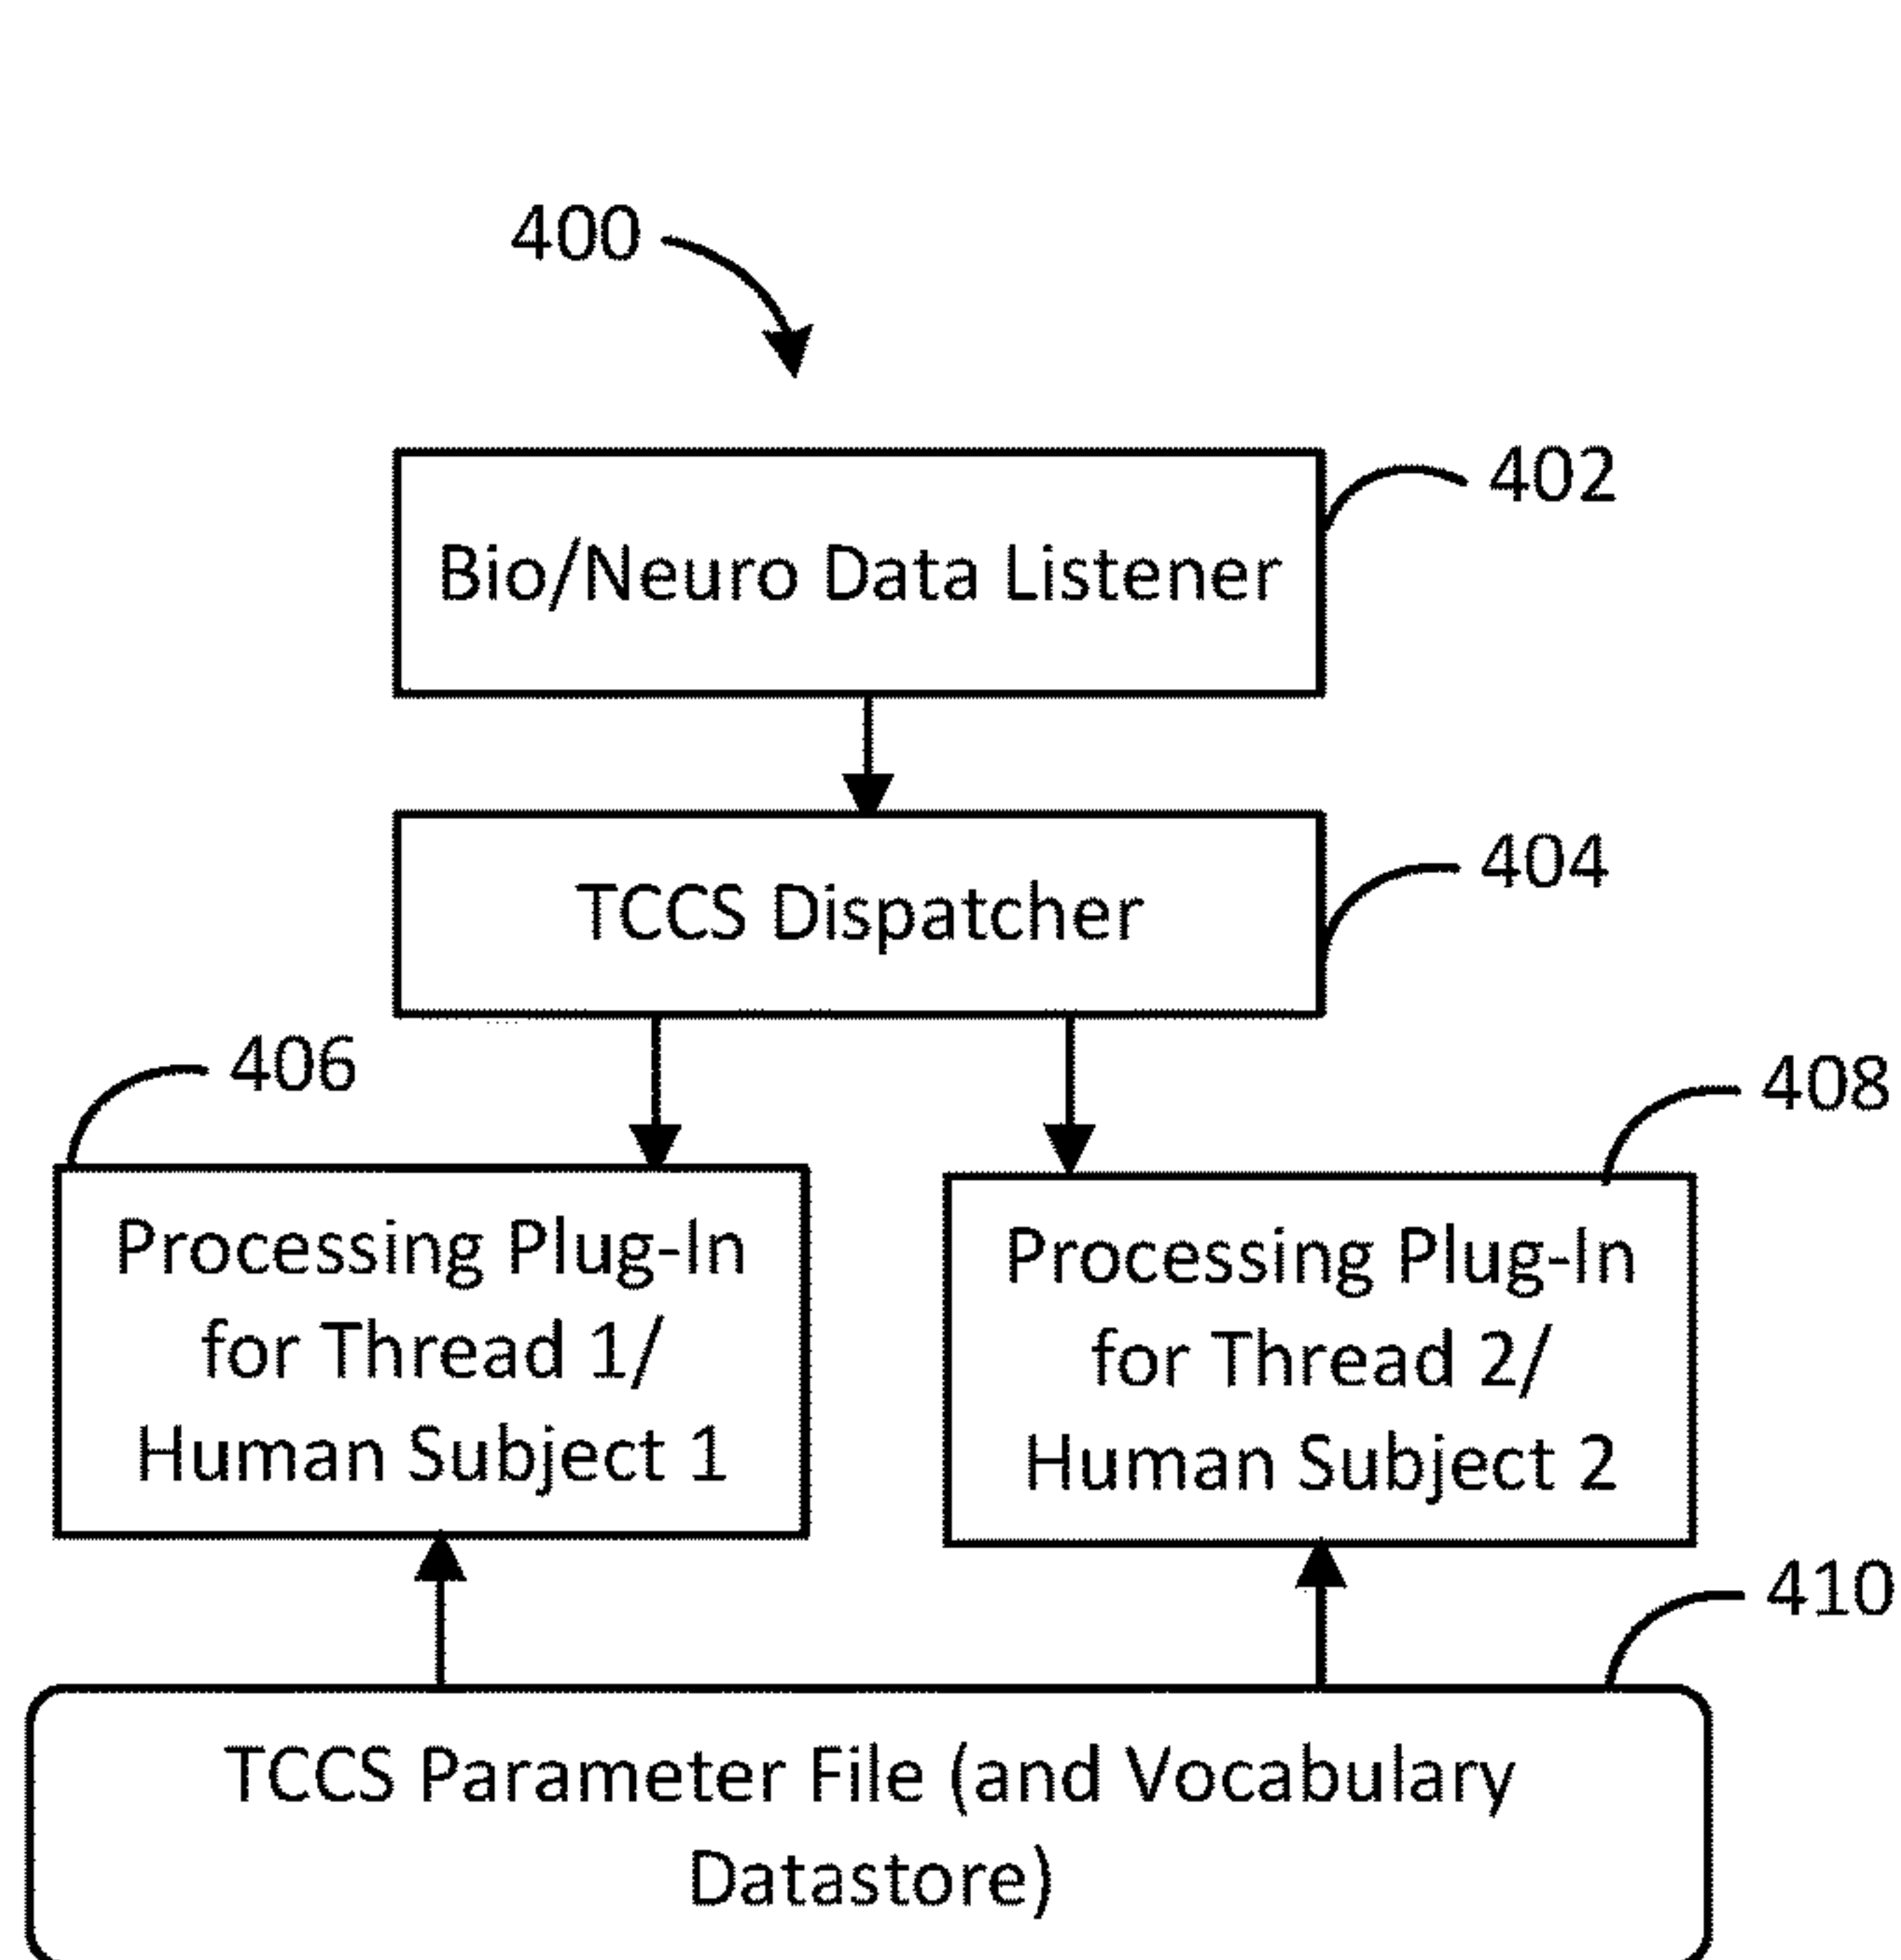 400
402
Bio/Neuro Data Listener
404
TCCS Dispatcher
406
408
Processing Plug-In
for Thread 1/
Human Subject 1
Processing Plug-In
for Thread 2/
Human Subject 2
410
TCCS Parameter File (and Vocabulary
Datastore)